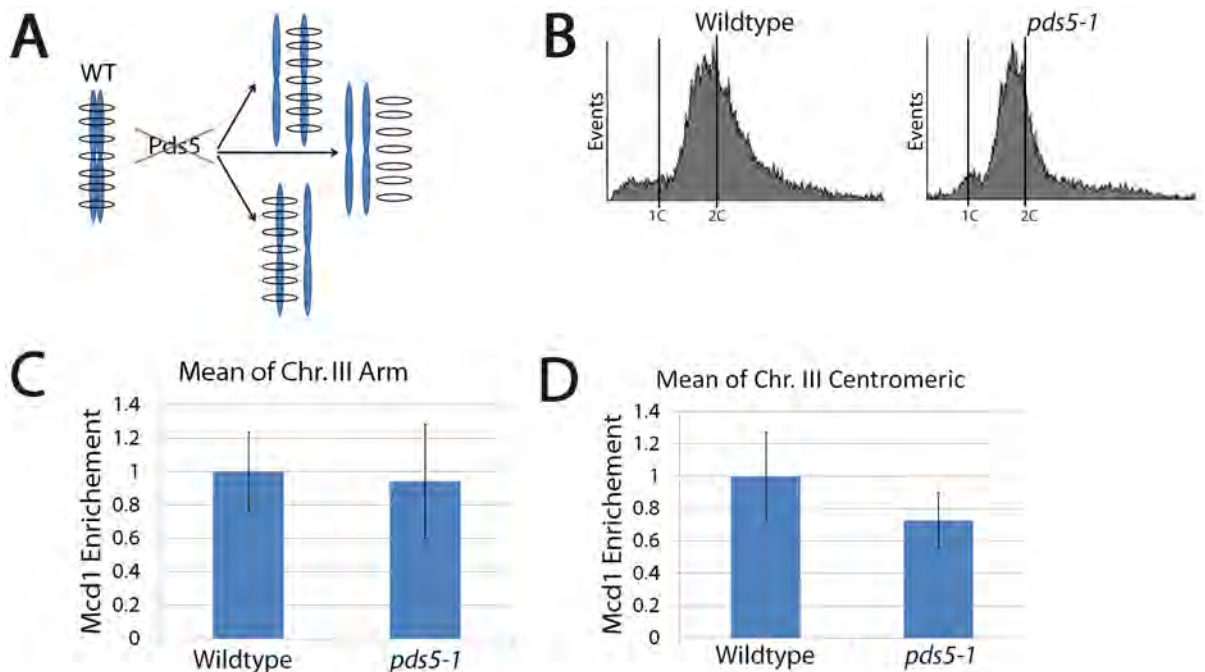 A
WT
Pds5
B
Wildtype
pds5-1
Events
Events
1C
2C
1C
2C
C
Mean of Chr. III Arm
Mcd1 Enrichement
1.4
1.2
1
0.8
0.6
0.4
0.2
0
Wildtype
pds5-1
D
Mean of Chr. III Centromeric
Mcd1 Enrichement
1.4
1.2
1
0.8
0.6
0.4
0.2
0
Wildtype
pds5-1